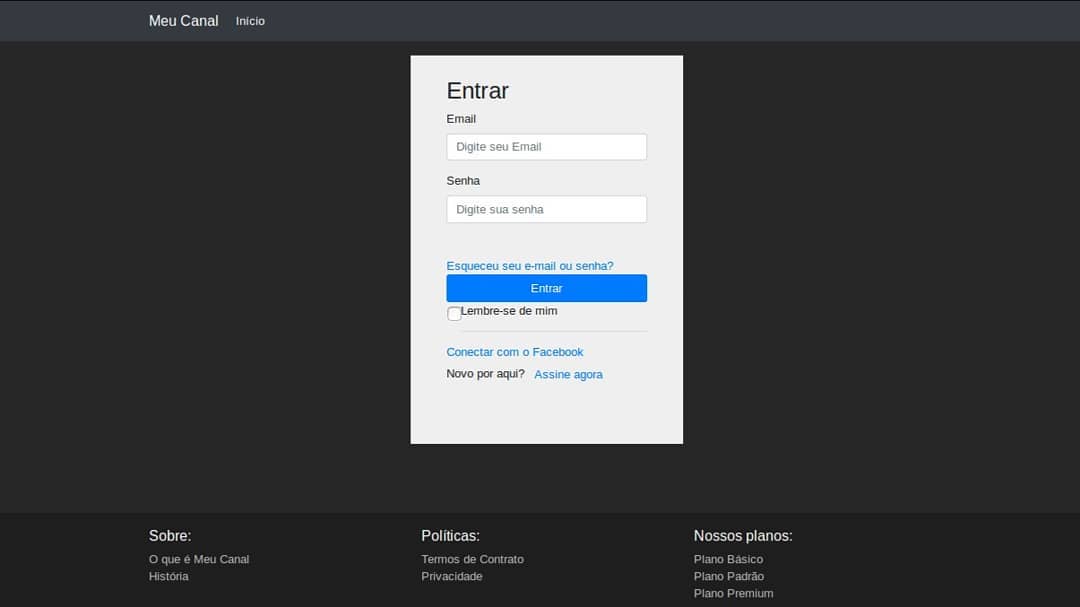 Meu Canal Início
Entrar
Email
Digite seu Email
Senha
Digite sua senha
Esqueceu seu e-mail ou senha?
Entrar
Lembre-se de mim
Conectar com o Facebook
Novo por aqui? Assine agora
Sobre:
O que é Meu Canal
História
Políticas:
Termos de Contrato
Privacidade
Nossos planos:
Plano Básico
Plano Padrão
Plano Premium